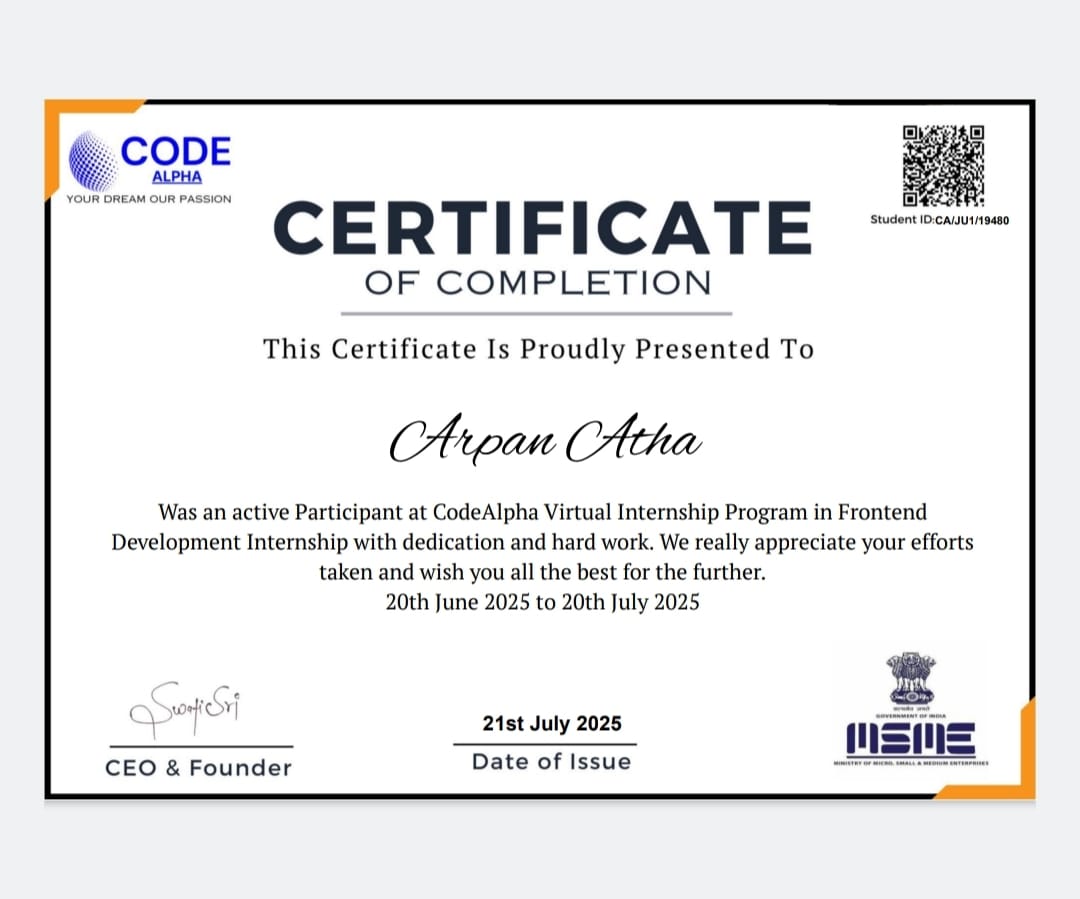 CODE
ALPHA
YOUR DREAM OUR PASSION
Student ID:CA/JU1/19480
CERTIFICATE
OF COMPLETION
This Certificate Is Proudly Presented To
Arpan Atha
Was an active Participant at CodeAlpha Virtual Internship Program in Frontend
Development Internship with dedication and hard work. We really appreciate your efforts
taken and wish you all the best for the further.
20th June 2025 to 20th July 2025
SwatiSri
CEO & Founder
21st July 2025
Date of Issue
सत्यमेव जयते
GOVERNMENT OF INDIA
MSME
MINISTRY OF MICRO, SMALL & MEDIUM ENTERPRISES